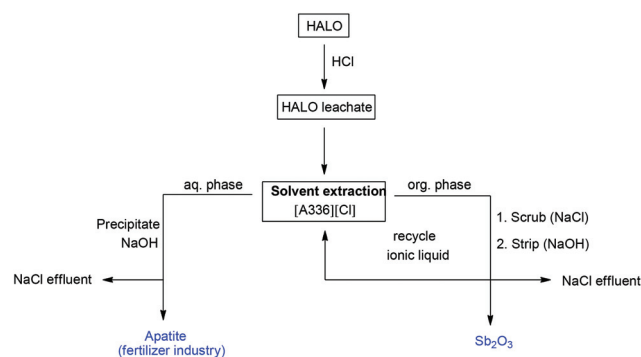 HALO
HCl
HALO leachate
aq. phase
Solvent extraction
[A336][Cl]
org. phase
Precipitate
NaOH
1. Scrub (NaCl)
2. Strip (NaOH)
recycle
ionic liquid
NaCl effluent
NaCl effluent
Apatite
(fertilizer industry)
Sb₂O₃